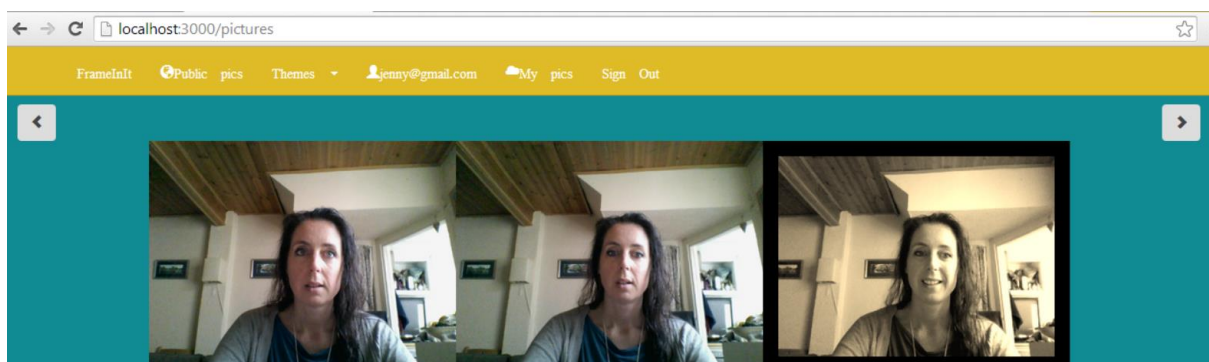 localhost:3000/pictures
FrameInIt Public pics Themes jenny@gmail.com My pics Sign Out